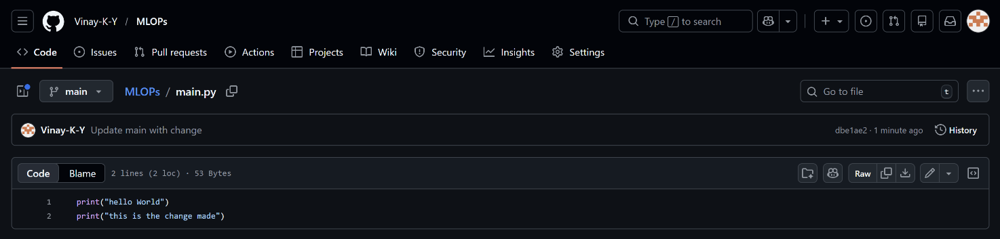 Vinay-K-Y / MLOPs Type / to search
Code Issues Pull requests Actions Projects Wiki Security Insights Settings
main MLOPs / main.py Go to file t
Vinay-K-Y Update main with change dbe1ae2 · 1 minute ago History
Code Blame 2 lines (2 loc) · 53 Bytes Raw
1 print("hello World")
2 print("this is the change made")